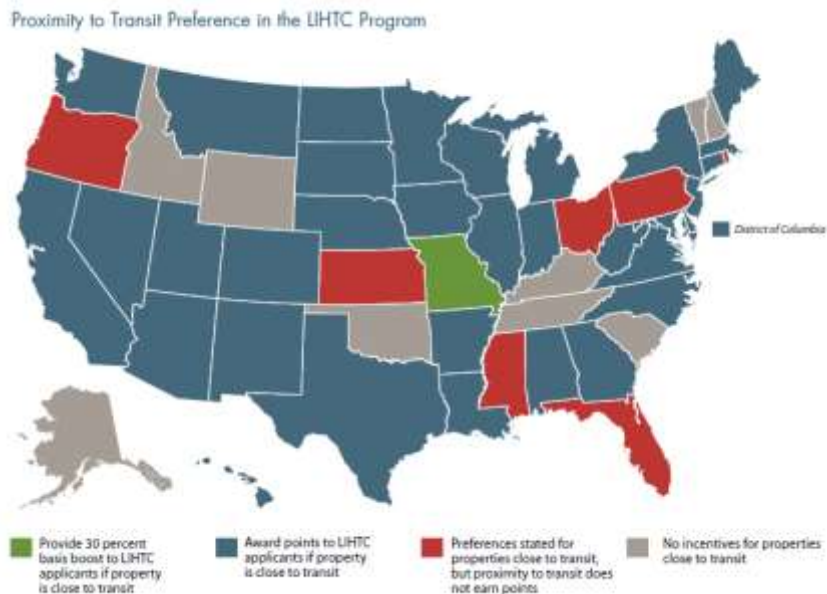 Proximity to Transit Preference in the LIHTC Program
District of Columbia
Provide 30 percent
basis boost to LIHTC
applicants if property
is close to transit
Award points to LIHTC
applicants if property
is close to transit
Preferences stated for
properties close to transit,
but proximity to transit does
not earn points
No incentives for properties
close to transit